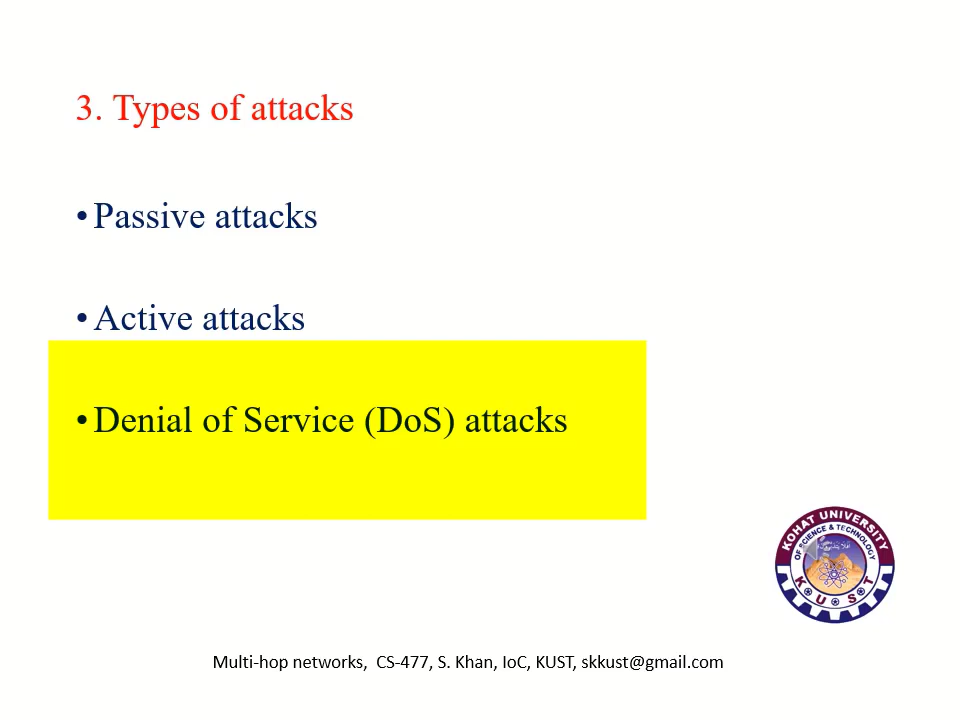 3. Types of attacks
• Passive attacks
• Active attacks
• Denial of Service (DoS) attacks
KOHAT UNIVERSITY
OF SCIENCE & TECHNOLOGY
K U S T
Multi-hop networks, CS-477, S. Khan, IoC, KUST, skkust@gmail.com